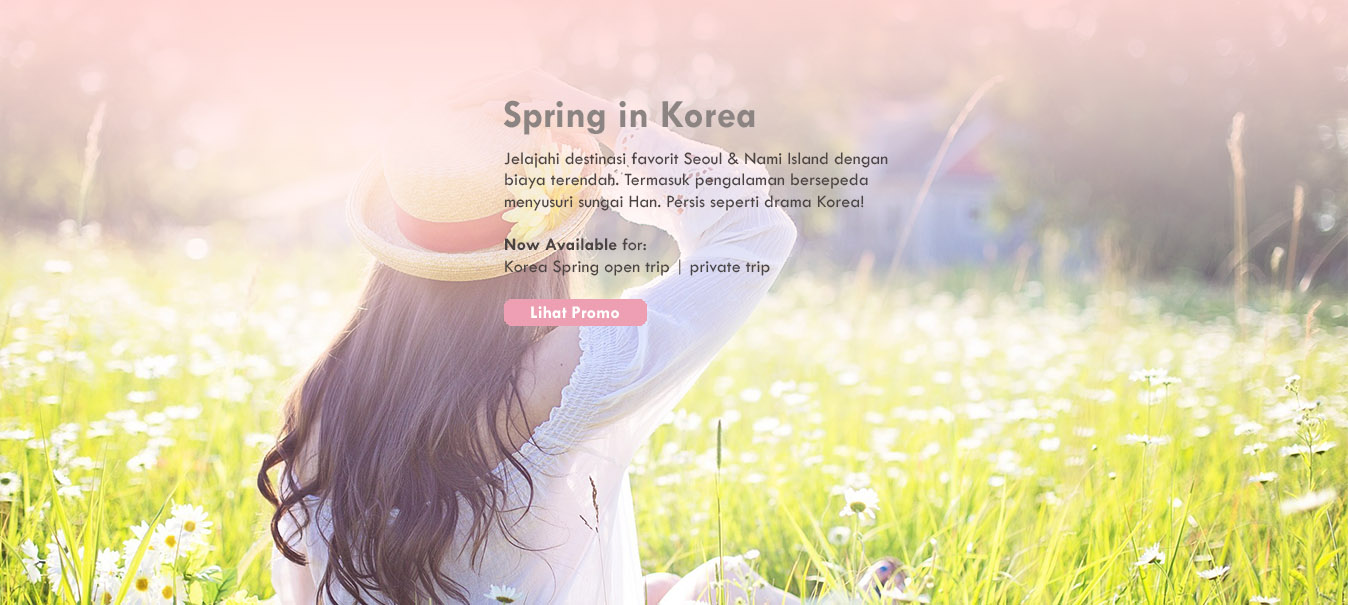 Spring in Korea
Jelajahi destinasi favorit Seoul & Nami Island dengan
biaya terendah. Termasuk pengalaman bersepeda
menyusuri sungai Han. Persis seperti drama Korea!
Now Available for:
Korea Spring open trip | private trip
Lihat Promo